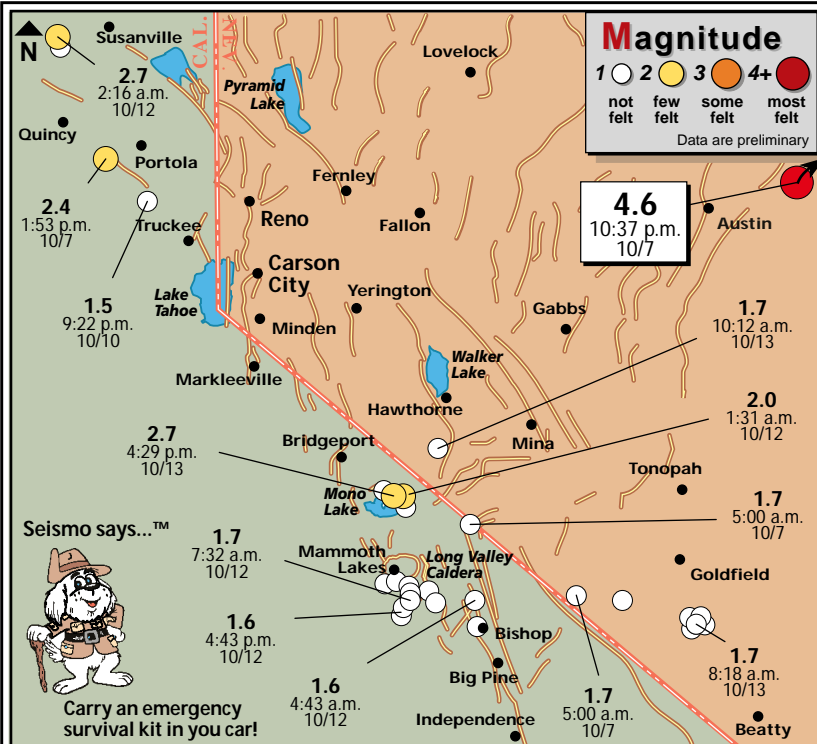 N
Susanville
CAL.
NEV.
Lovelock
Magnitude
1 2 3 4+
not felt
few felt
some felt
most felt
Data are preliminary
2.7
2:16 a.m.
10/12
Pyramid
Lake
Quincy
Portola
Fernley
2.4
1:53 p.m.
10/7
Truckee
Reno
Fallon
4.6
10:37 p.m.
10/7
Austin
Carson
City
1.5
9:22 p.m.
10/10
Lake
Tahoe
Yerington
Gabbs
1.7
10:12 a.m.
10/13
Minden
Walker
Lake
Markleeville
Hawthorne
2.0
1:31 a.m.
10/12
2.7
4:29 p.m.
10/13
Bridgeport
Mina
Tonopah
Mono
Lake
1.7
5:00 a.m.
10/7
Seismo says...™
1.7
7:32 a.m.
10/12
Mammoth
Lakes
Long Valley
Caldera
Goldfield
1.6
4:43 p.m.
10/12
Bishop
1.7
8:18 a.m.
10/13
Big Pine
1.6
4:43 a.m.
10/12
1.7
5:00 a.m.
10/7
Carry an emergency
survival kit in you car!
Independence
Beatty